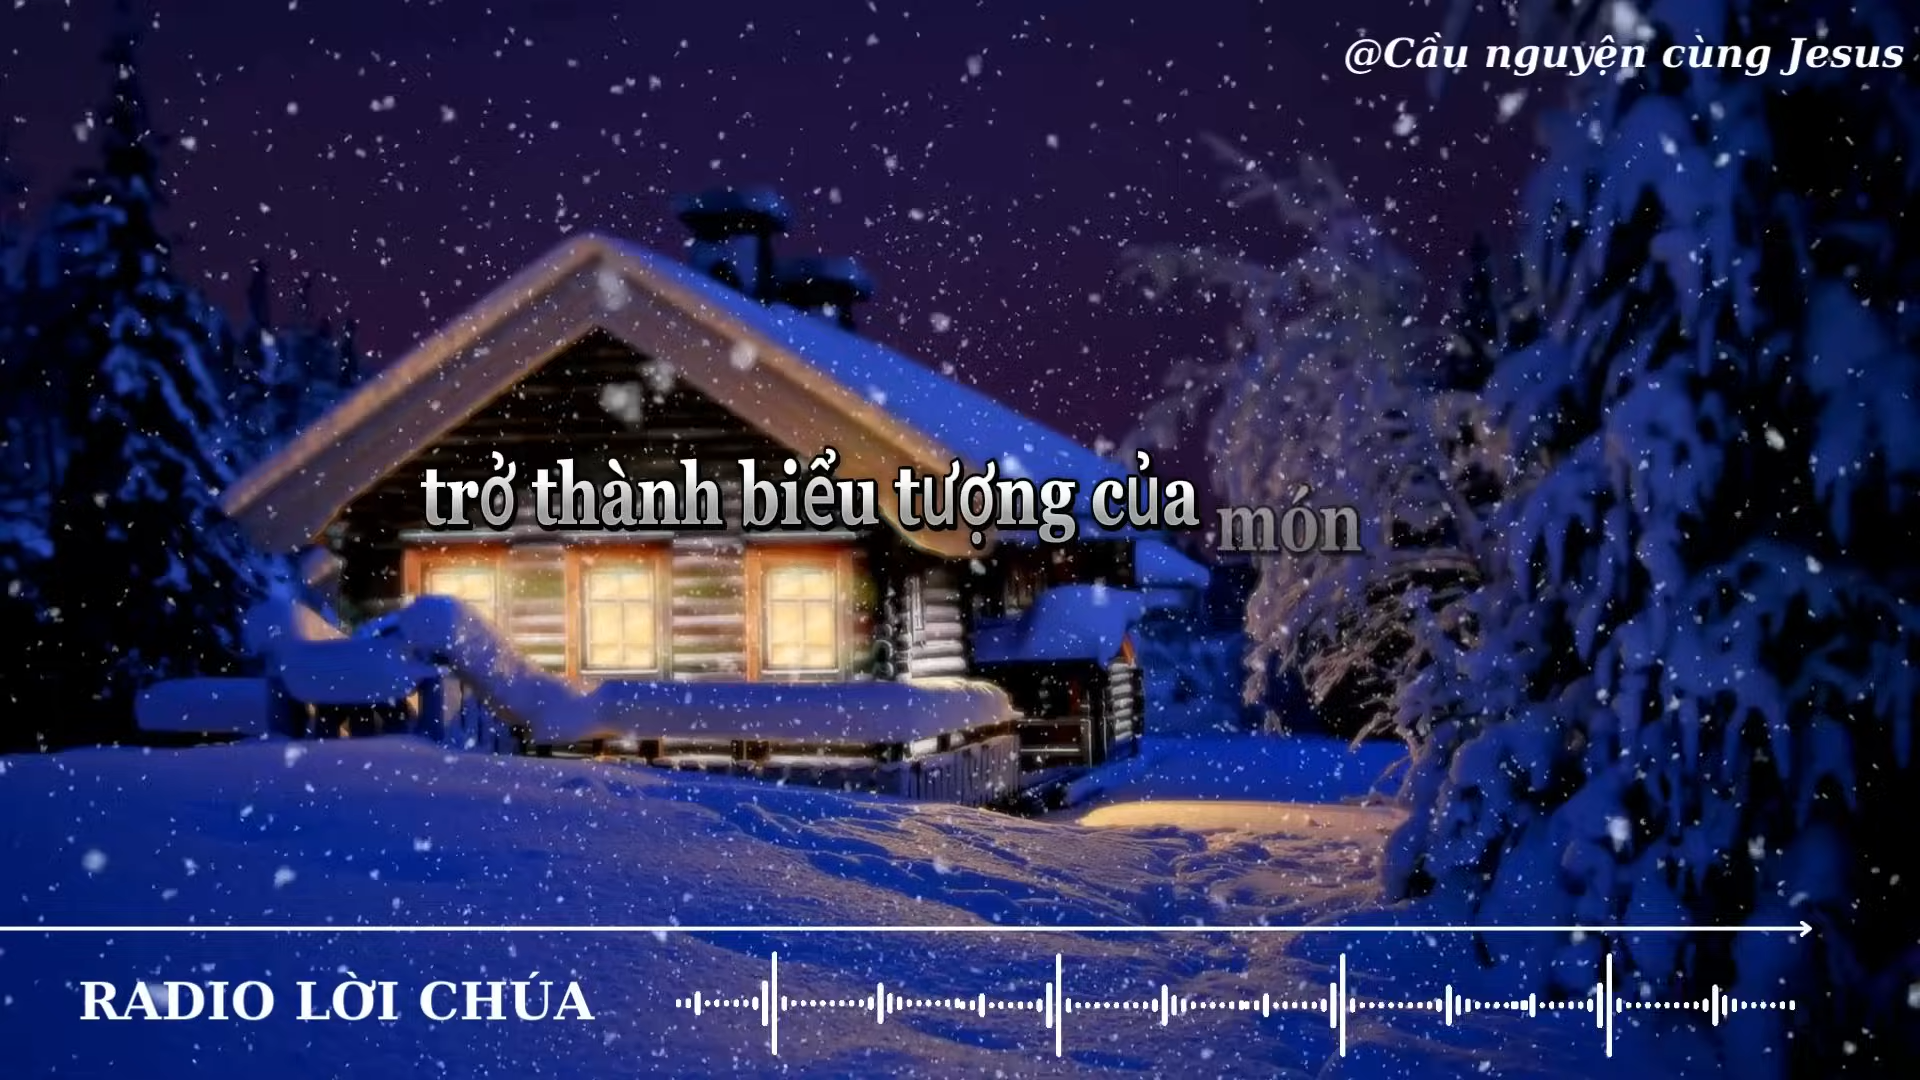 @Cầu nguyện cùng Jesus
trở thành biểu tượng của món
RADIO LỜI CHÚA